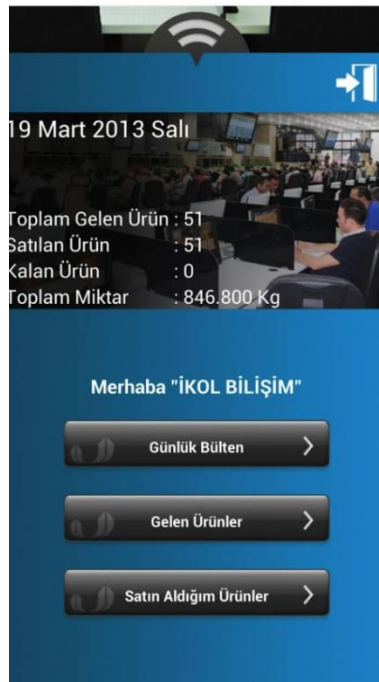 19 Mart 2013 Salı
Toplam Gelen Ürün : 51
Satılan Ürün : 51
Kalan Ürün : 0
Toplam Miktar : 846.800 Kg
Merhaba "İKOL BİLİŞİM"
Günlük Bülten
Gelen Ürünler
Satın Aldığım Ürünler